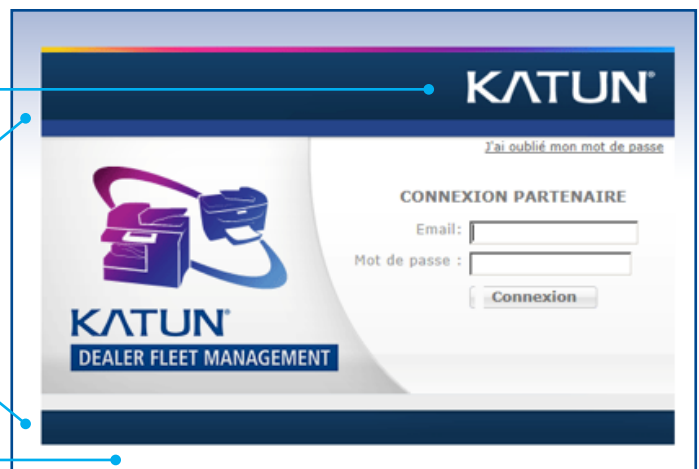 KATUN®
J'ai oublié mon mot de passe
CONNEXION PARTENAIRE
Email:
Mot de passe :
Connexion
KATUN®
DEALER FLEET MANAGEMENT